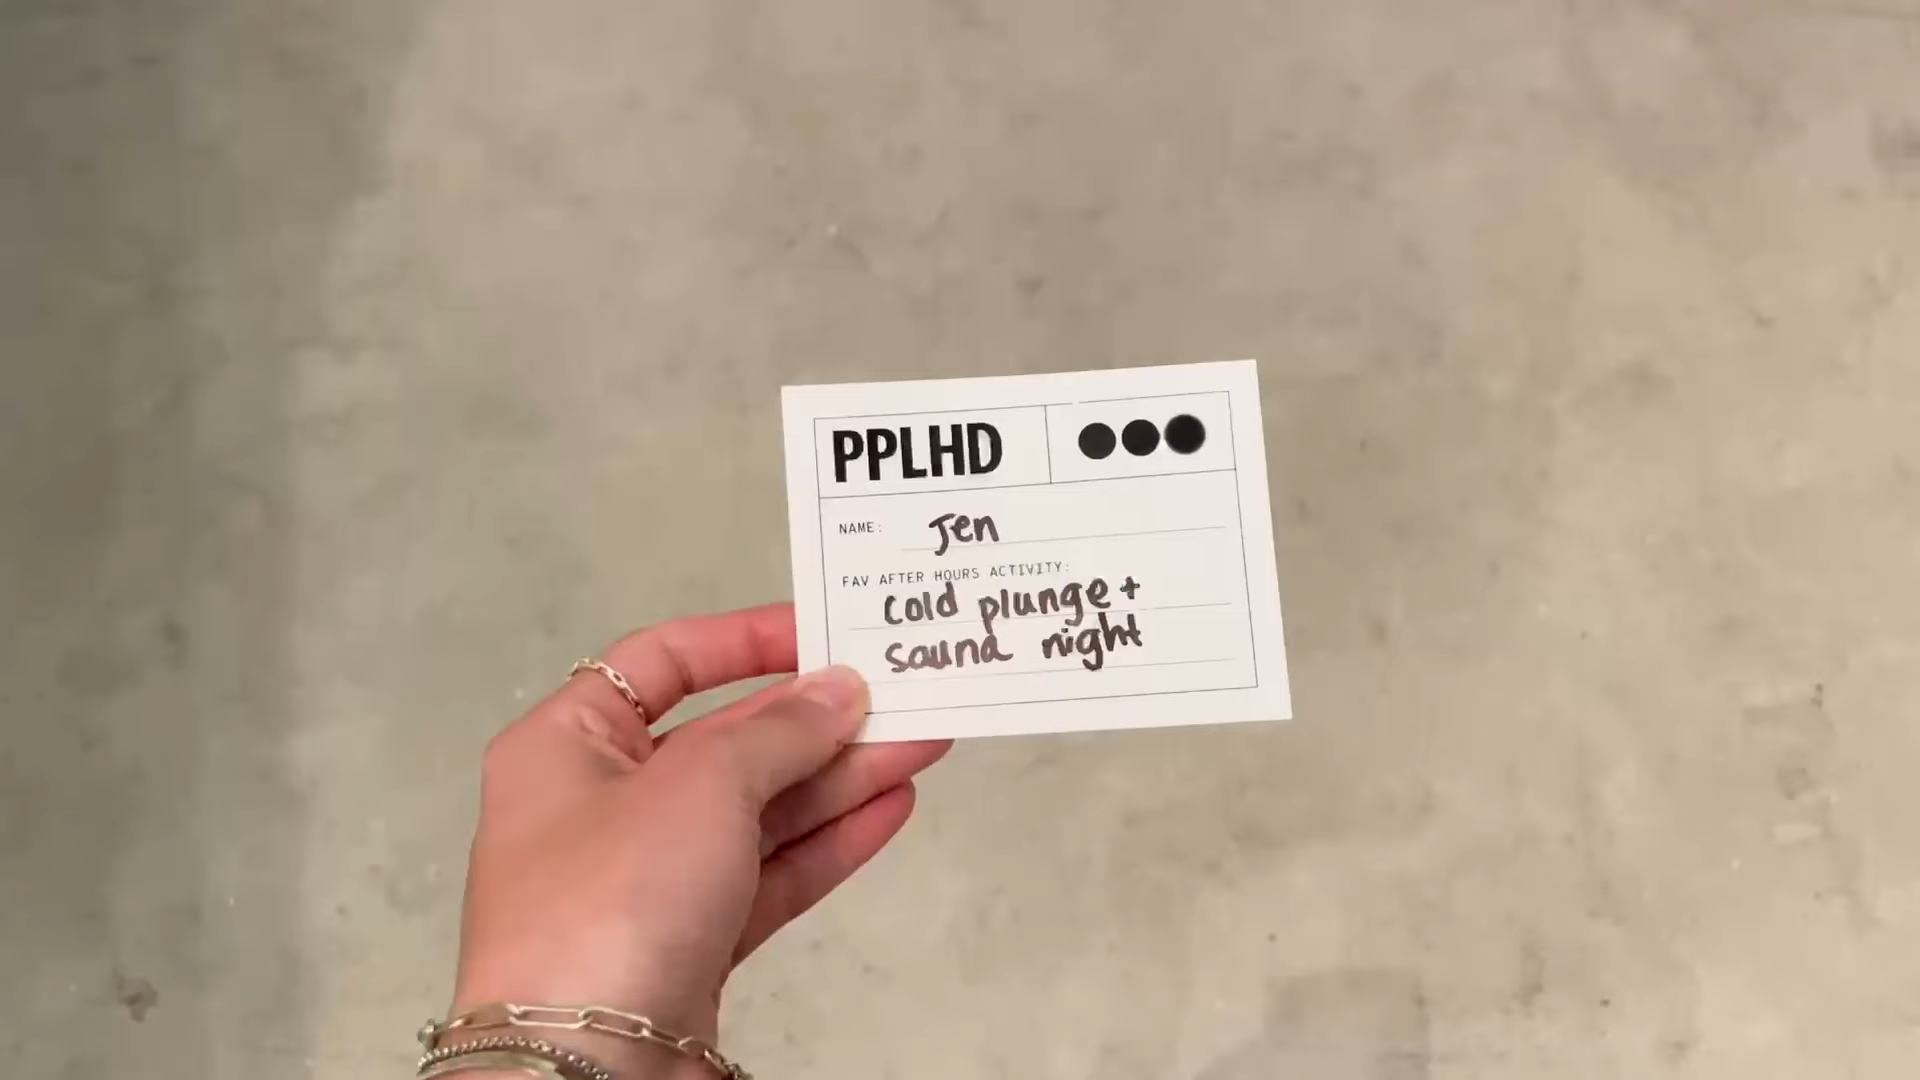 PPLHD
NAME: Jen
FAV AFTER HOURS ACTIVITY:
Cold plunge +
sauna night